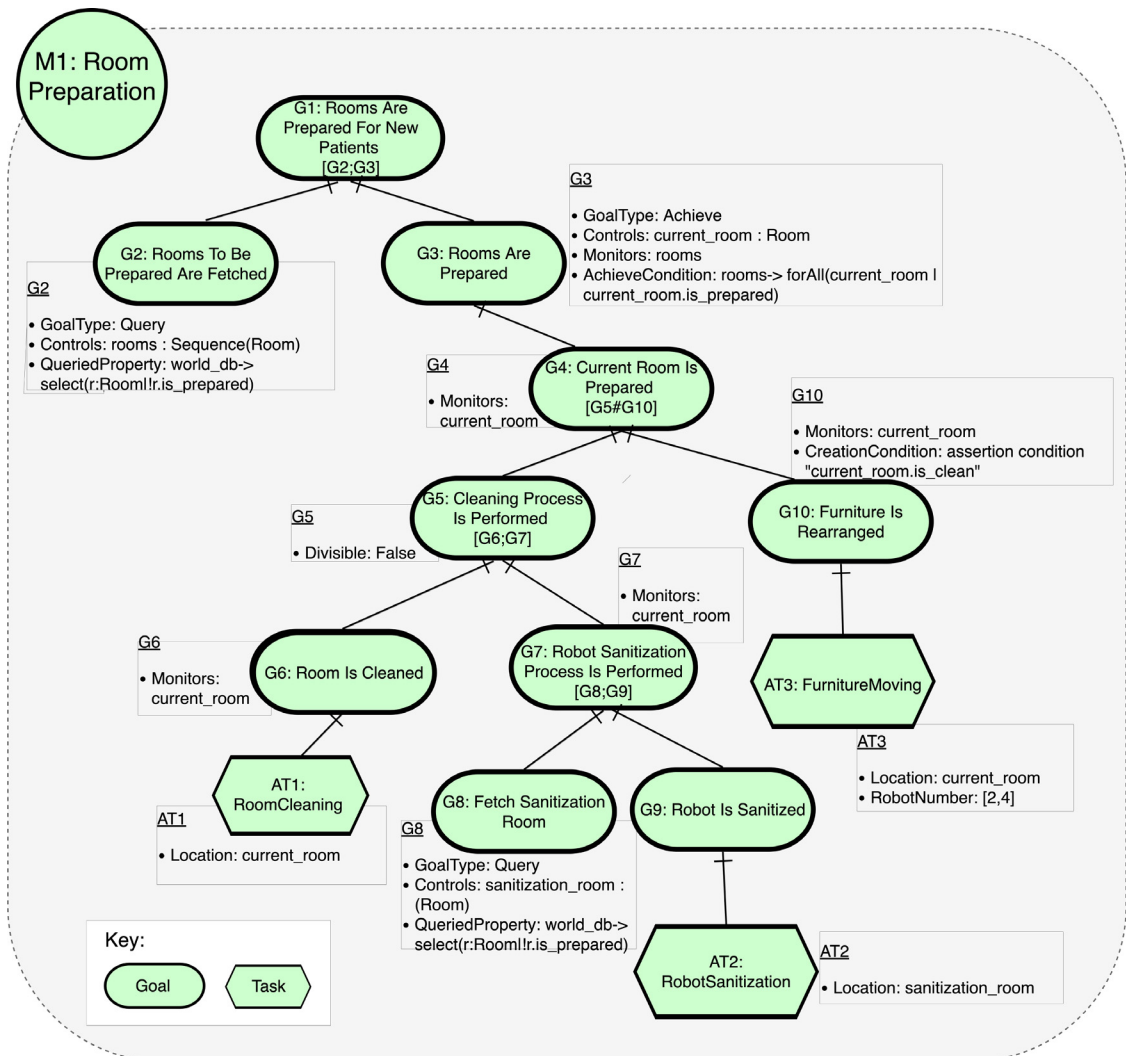 M1: Room
Preparation
G1: Rooms Are
Prepared For New
Patients
[G2;G3]
G2: Rooms To Be
Prepared Are Fetched
G2
• GoalType: Query
• Controls: rooms : Sequence(Room)
• QueriedProperty: world_db->
select(r:Room|!r.is_prepared)
G3: Rooms Are
Prepared
G3
• GoalType: Achieve
• Controls: current_room : Room
• Monitors: rooms
• AchieveCondition: rooms-> forAll(current_room |
current_room.is_prepared)
G4
• Monitors:
current_room
G4: Current Room Is
Prepared
[G5#G10]
G10
• Monitors: current_room
• CreationCondition: assertion condition
"current_room.is_clean"
G5
• Divisible: False
G5: Cleaning Process
Is Performed
[G6;G7]
G10: Furniture Is
Rearranged
G7
• Monitors:
current_room
G6
• Monitors:
current_room
G6: Room Is Cleaned
G7: Robot Sanitization
Process Is Performed
[G8;G9]
AT3: FurnitureMoving
AT3
• Location: current_room
• RobotNumber: [2,4]
AT1:
RoomCleaning
AT1
• Location: current_room
G8: Fetch Sanitization
Room
G8
• GoalType: Query
• Controls: sanitization_room :
(Room)
• QueriedProperty: world_db->
select(r:Room|!r.is_prepared)
G9: Robot Is Sanitized
AT2:
RobotSanitization
AT2
• Location: sanitization_room
Key:
Goal
Task